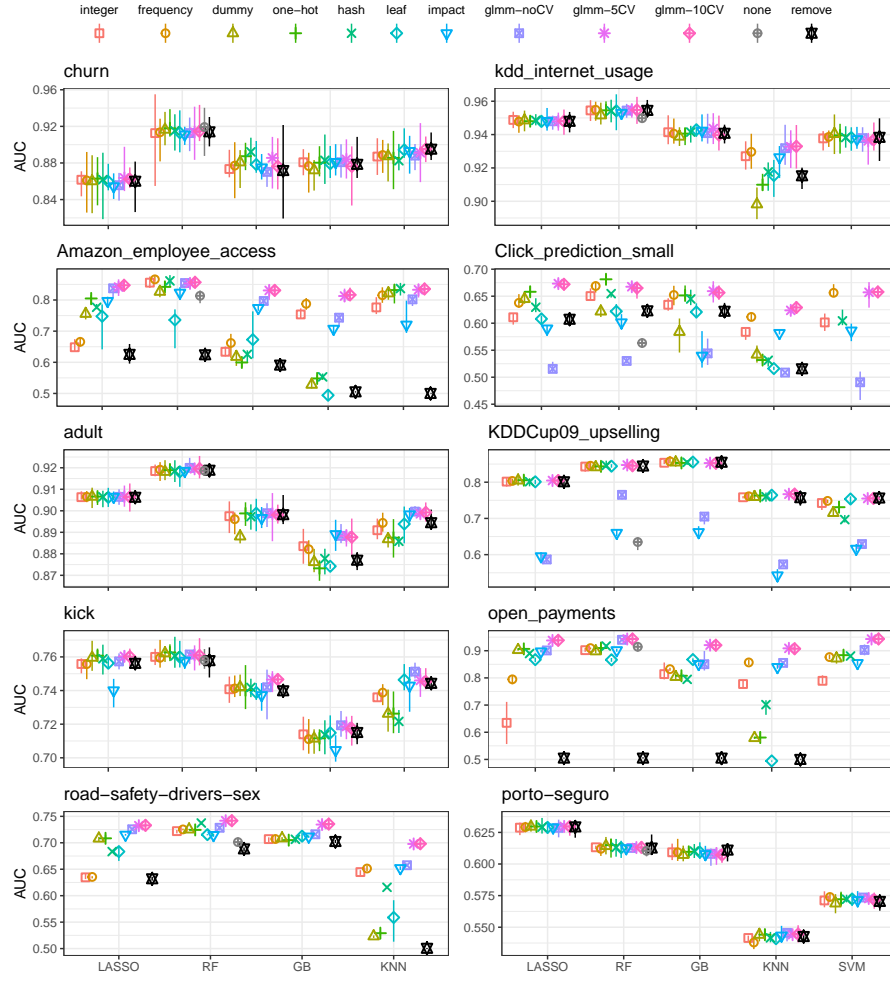 integer frequency dummy one-hot hash leaf impact glmm-noCV glmm-5CV glmm-10CV none remove
churn
kdd_internet_usage
AUC
0.96
0.92
0.88
0.84
0.96
0.94
0.92
0.90
Amazon_employee_access
Click_prediction_small
AUC
0.8
0.7
0.6
0.5
0.70
0.65
0.60
0.55
0.50
0.45
adult
KDDCup09_upselling
AUC
0.92
0.91
0.90
0.89
0.88
0.87
0.8
0.7
0.6
kick
open_payments
AUC
0.76
0.74
0.72
0.70
0.9
0.8
0.7
0.6
0.5
road-safety-drivers-sex
porto-seguro
AUC
0.75
0.70
0.65
0.60
0.55
0.50
0.625
0.600
0.575
0.550
LASSO RF GB KNN
LASSO RF GB KNN SVM